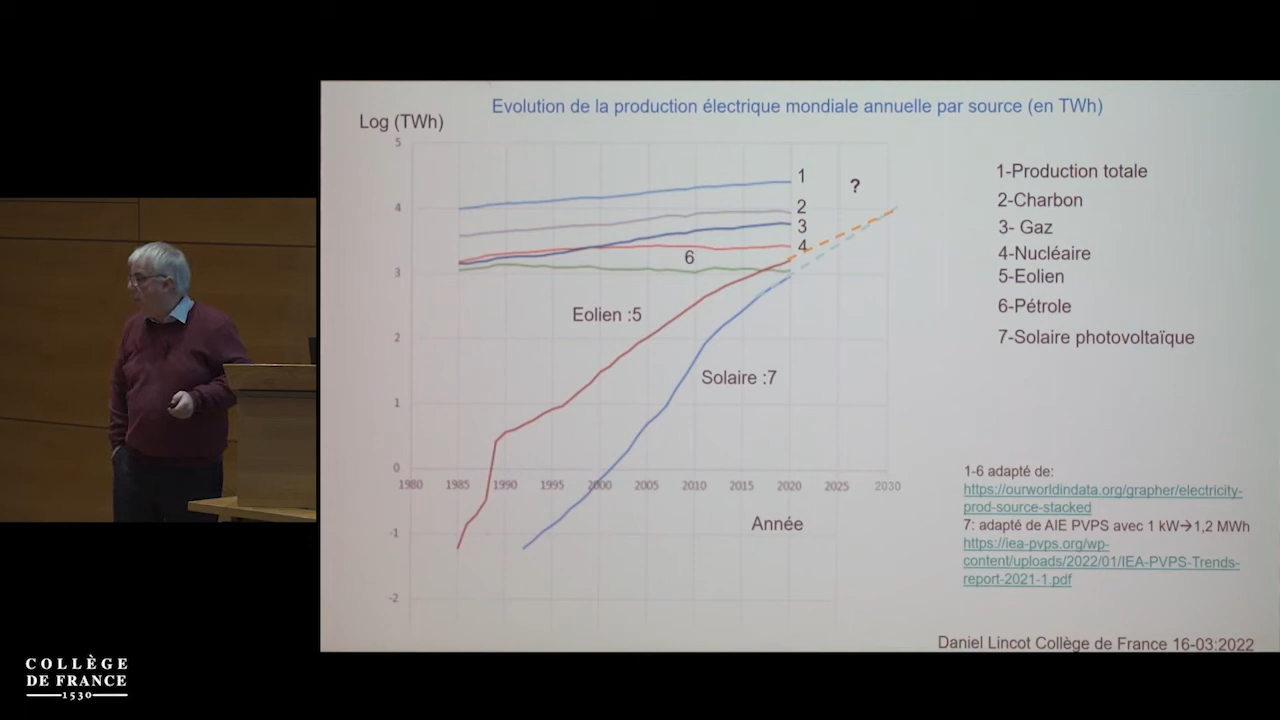 Evolution de la production électrique mondiale annuelle par source (en TWh)
Log (TWh)
5
4
3
2
1
0
-1
-2
1980 1985 1990 1995 2000 2005 2010 2015 2020 2025 2030
Année
1
2
3
4
6
?
Eolien :5
Solaire :7
1-Production totale
2-Charbon
3- Gaz
4-Nucléaire
5-Eolien
6-Pétrole
7-Solaire photovoltaïque
1-6 adapté de:
https://ourworldindata.org/grapher/electricity-
prod-source-stacked
7: adapté de AIE PVPS avec 1 kW→1,2 MWh
https://iea-pvps.org/wp-
content/uploads/2022/01/IEA-PVPS-Trends-
report-2021-1.pdf
Daniel Lincot Collège de France 16-03:2022
COLLÈGE
DE FRANCE
1530